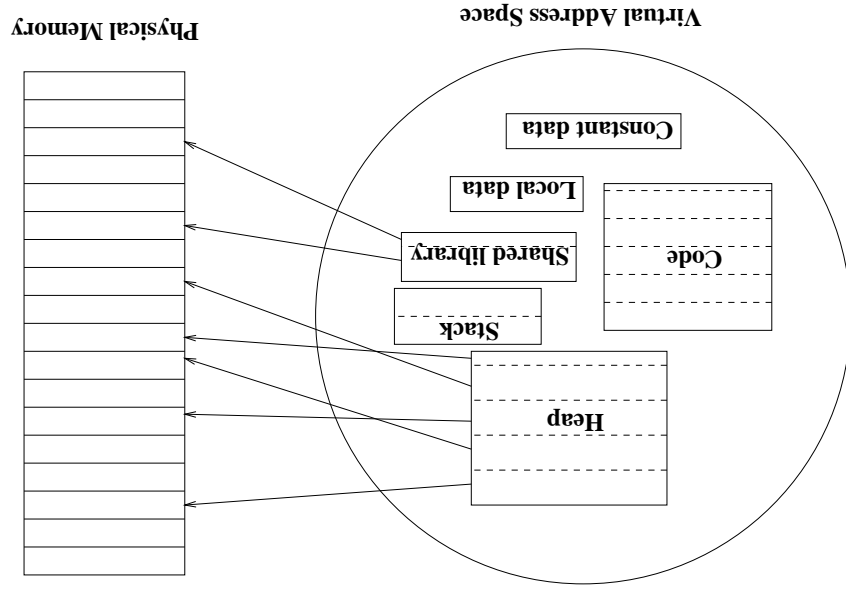 Heap
Stack
Code
Shared library
Local data
Constant data
Virtual Address Space
Physical Memory